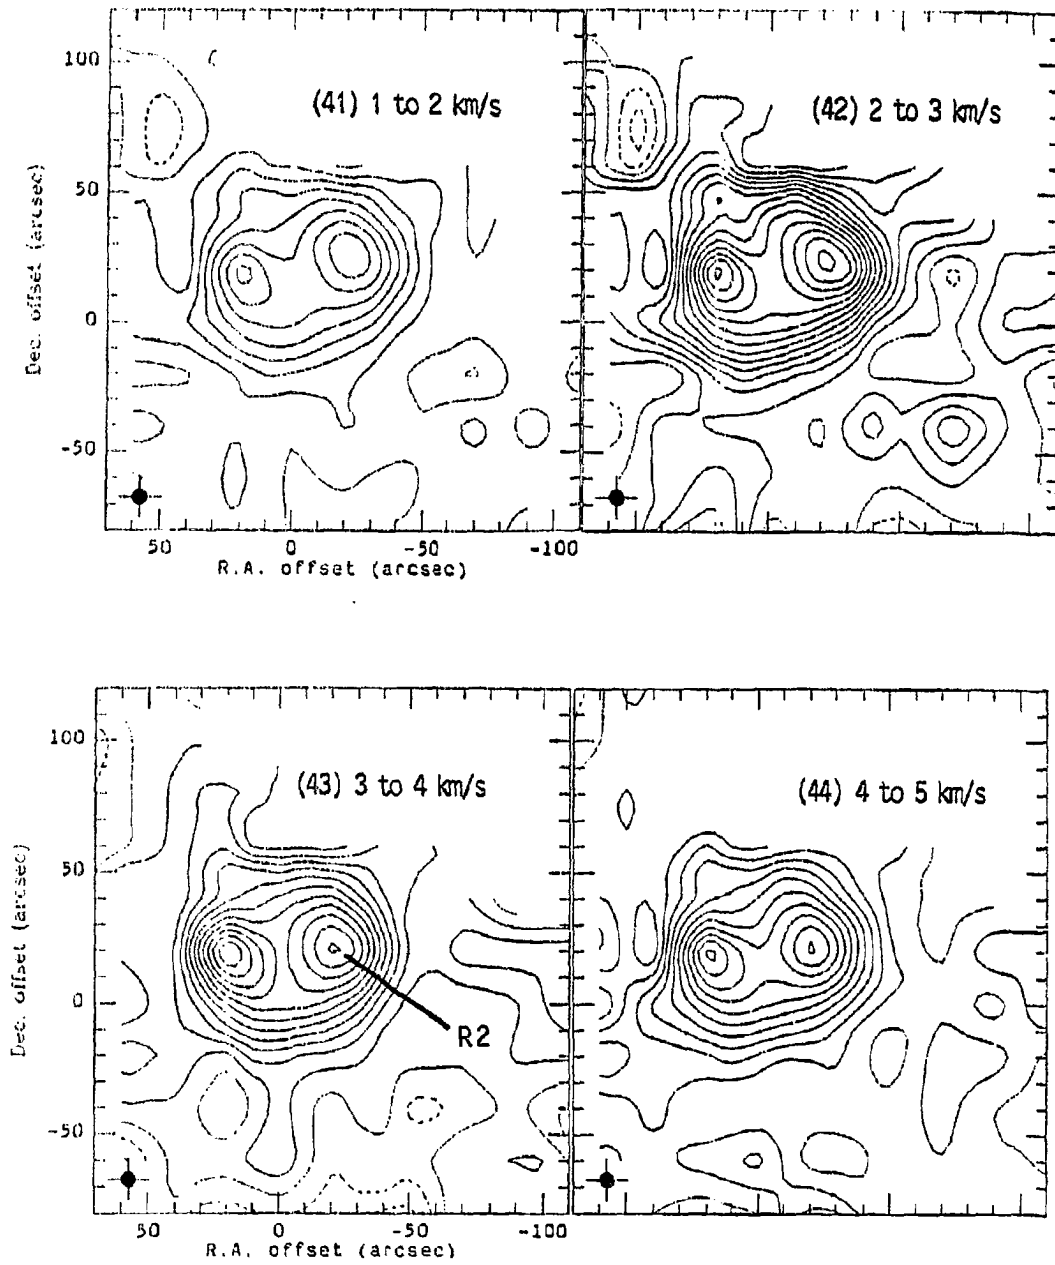 (41) 1 to 2 km/s
(42) 2 to 3 km/s
100
50
0
-50
Dec. offset (arcsec)
50 0 -50 -100
R.A. offset (arcsec)
(43) 3 to 4 km/s
(44) 4 to 5 km/s
100
50
0
-50
Dec. offset (arcsec)
R2
50 0 -50 -100
R.A. offset (arcsec)